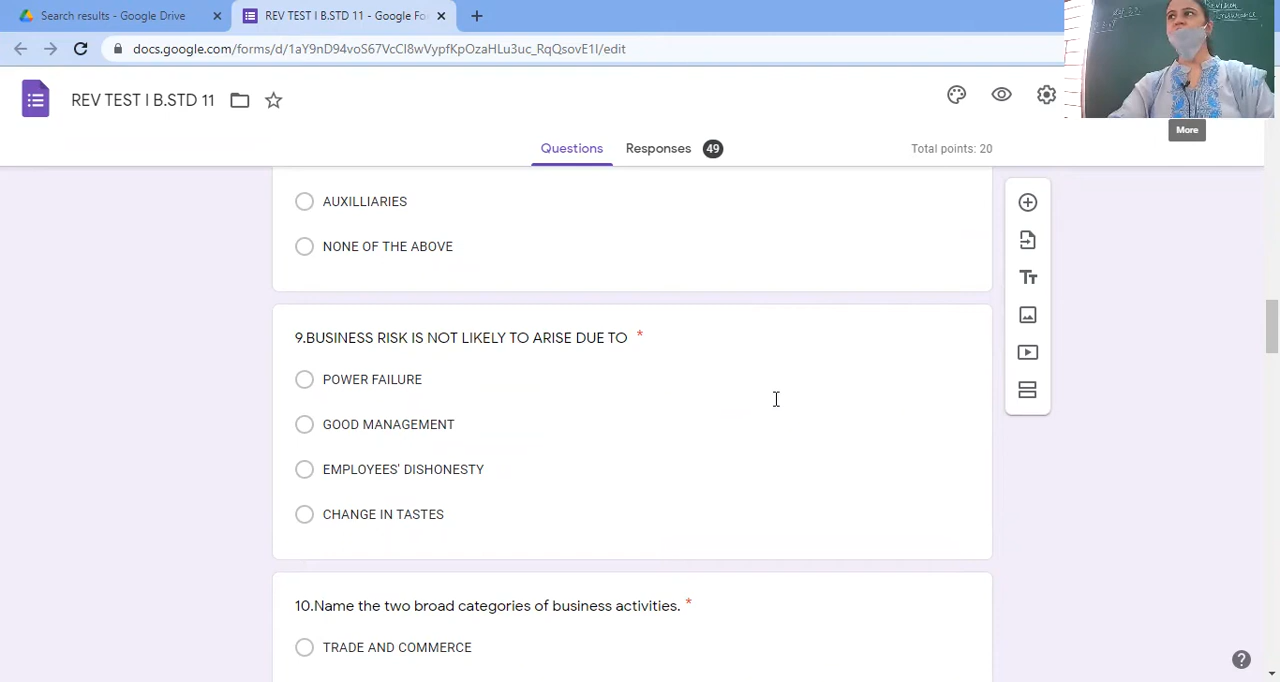 Search results - Google Drive
REV TEST I B.STD 11 - Google Fo
docs.google.com/forms/d/1aY9nD94voS67VcCl8wVypfKpOzaHLu3uc_RqQsovE1I/edit
REV TEST I B.STD 11
More
Questions
Responses 49
Total points: 20
AUXILLIARIES
NONE OF THE ABOVE
9.BUSINESS RISK IS NOT LIKELY TO ARISE DUE TO *
POWER FAILURE
GOOD MANAGEMENT
EMPLOYEES' DISHONESTY
CHANGE IN TASTES
10.Name the two broad categories of business activities. *
TRADE AND COMMERCE